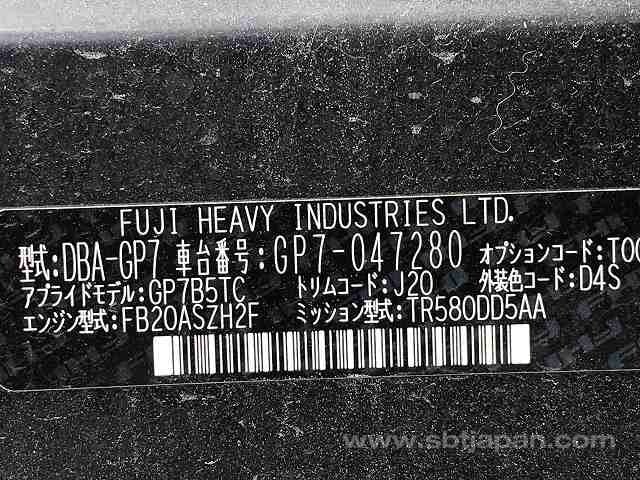 FUJI HEAVY INDUSTRIES LTD.
型式:DBA-GP7 車台番号:GP7-047280 オプションコード:T00
アプライドモデル:GP7B5TC トリムコード:J20 外装色コード:D4S
エンジン型式:FB20ASZH2F ミッション型式:TR580DD5AA
www.sbtjapan.com